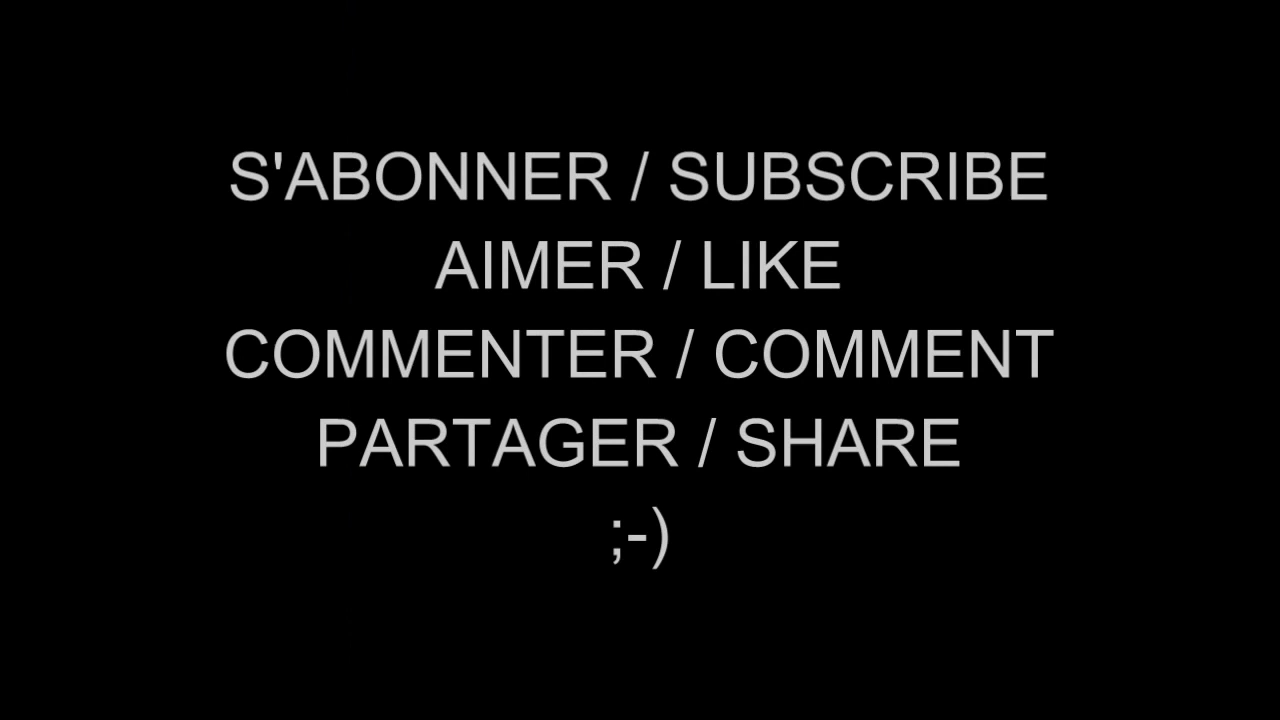 S'ABONNER / SUBSCRIBE
AIMER / LIKE
COMMENTER / COMMENT
PARTAGER / SHARE
;-)